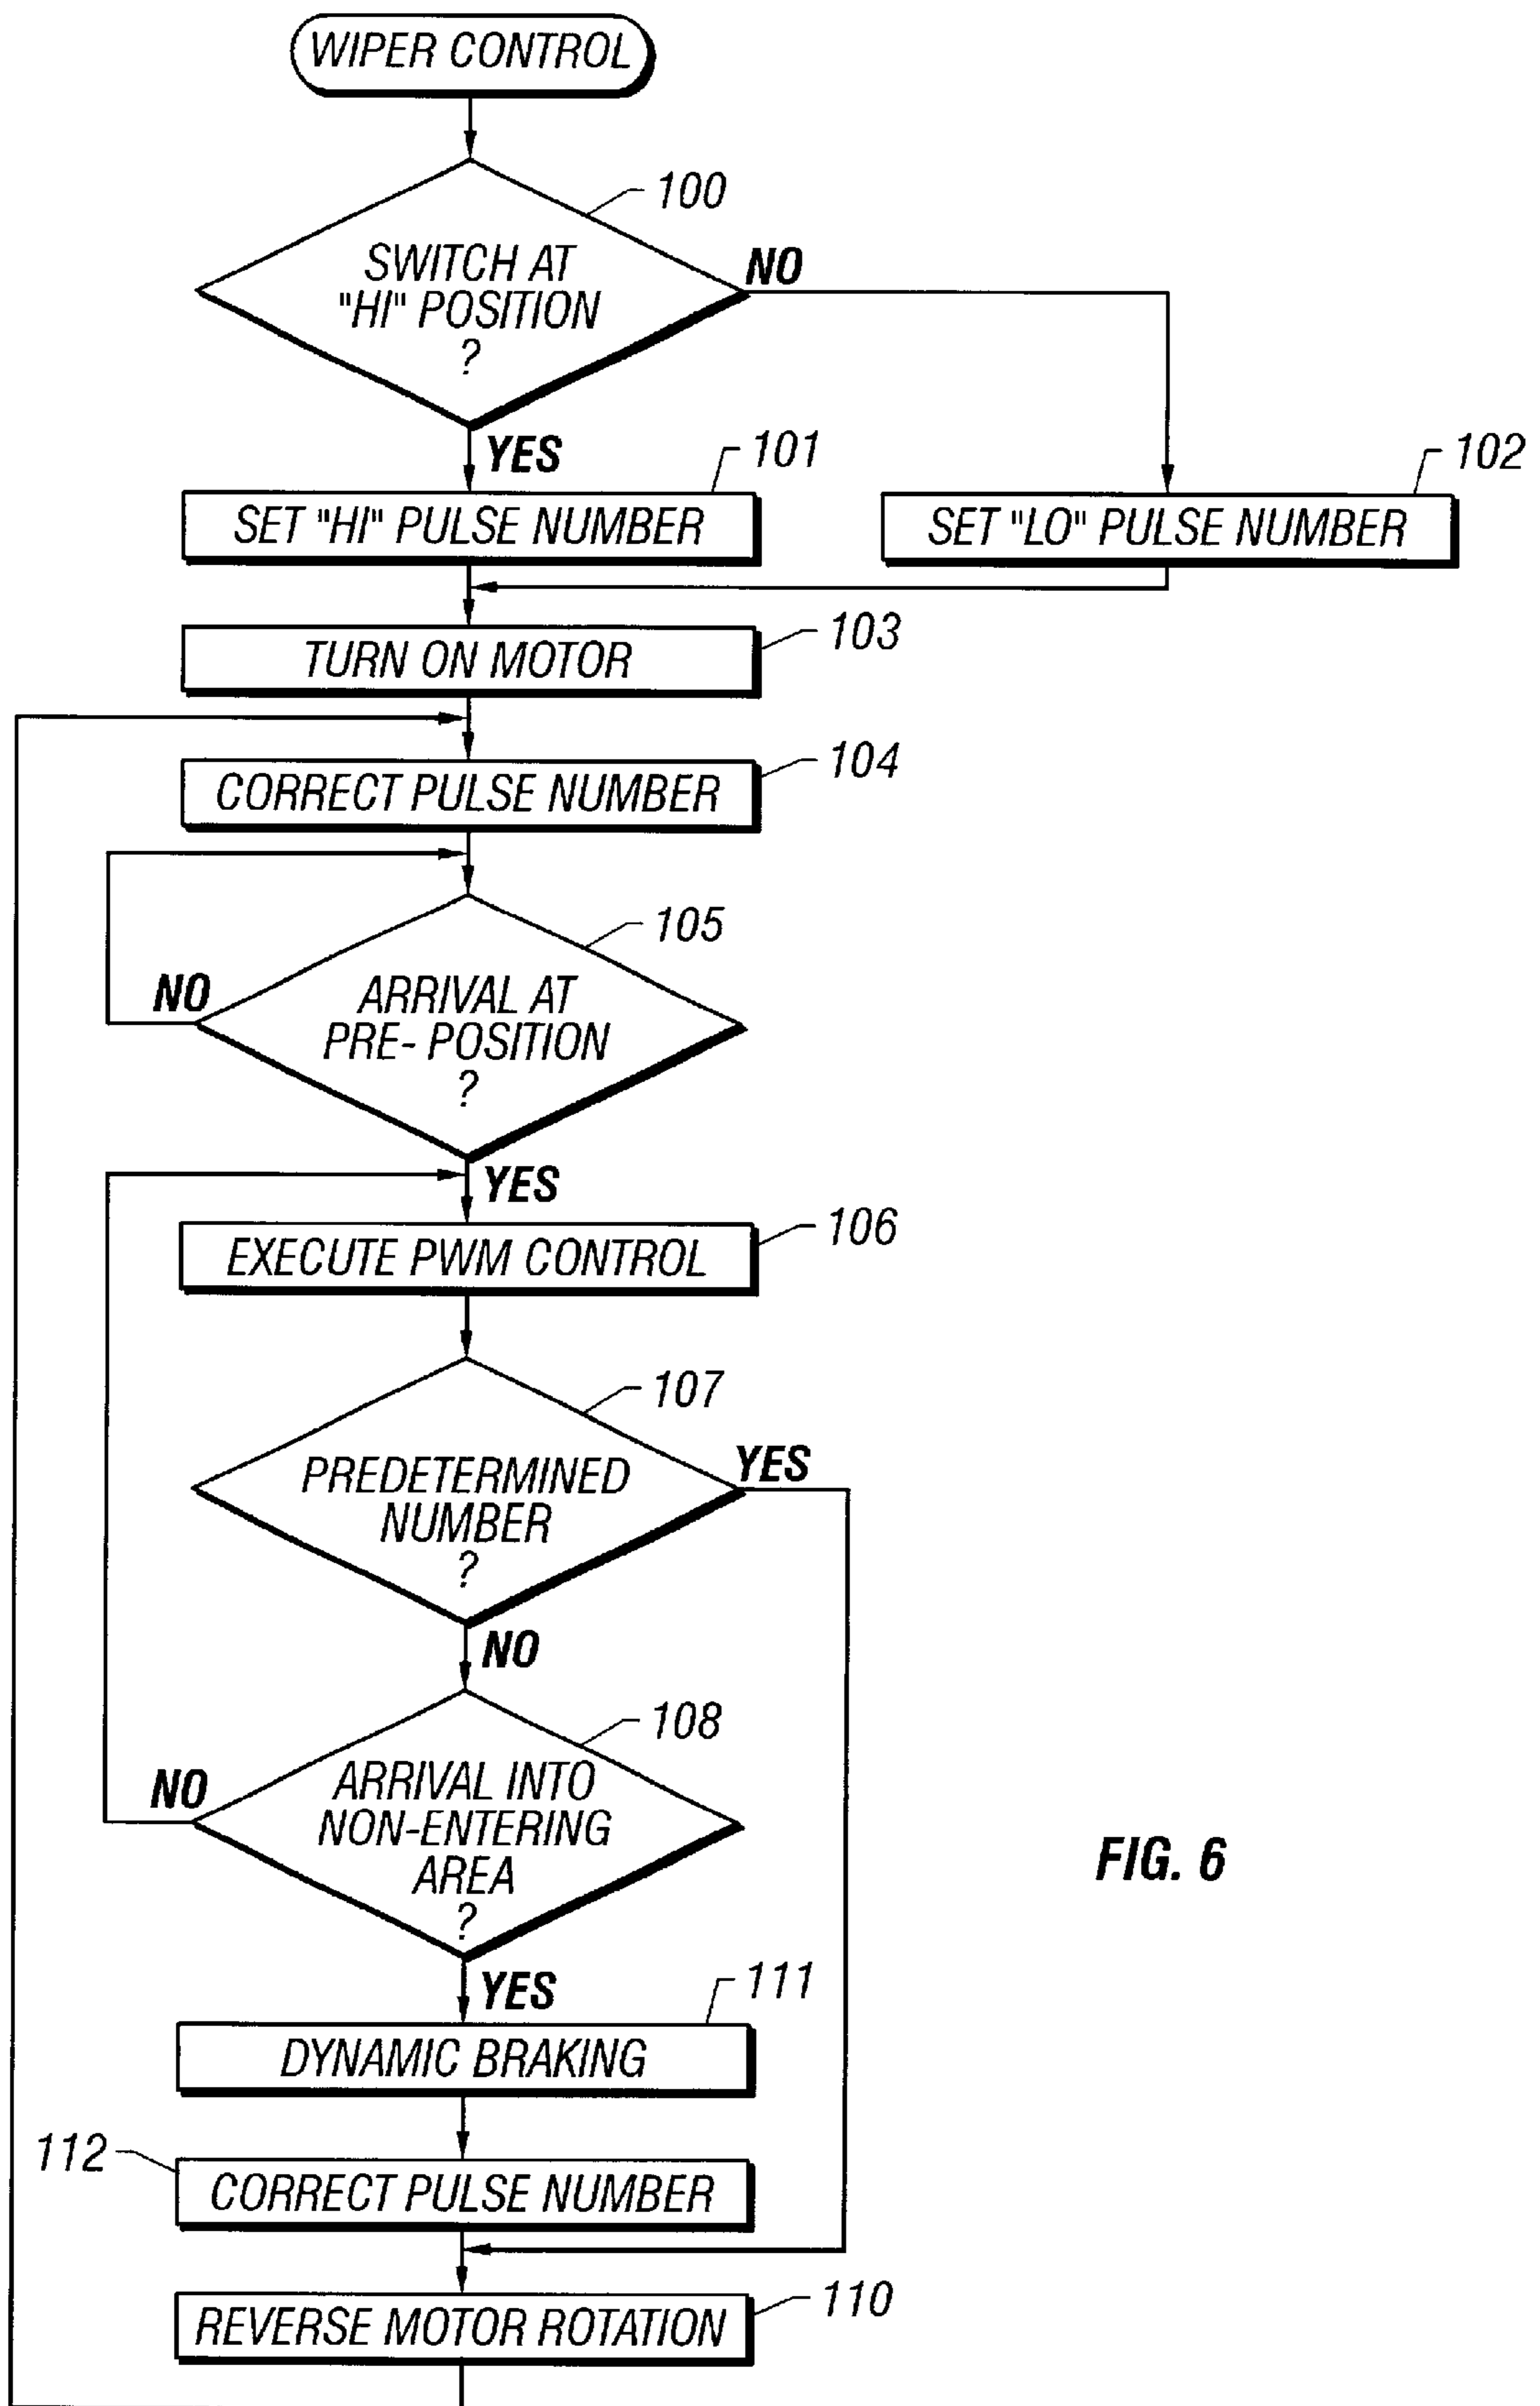 WIPER CONTROL
100
SWITCH AT
"HI" POSITION
?
NO
YES
101
SET "HI" PULSE NUMBER
102
SET "LO" PULSE NUMBER
103
TURN ON MOTOR
104
CORRECT PULSE NUMBER
105
ARRIVAL AT
PRE- POSITION
?
NO
YES
106
EXECUTE PWM CONTROL
107
PREDETERMINED
NUMBER
?
YES
NO
108
ARRIVAL INTO
NON-ENTERING
AREA
?
NO
YES
FIG. 6
111
DYNAMIC BRAKING
112
CORRECT PULSE NUMBER
110
REVERSE MOTOR ROTATION